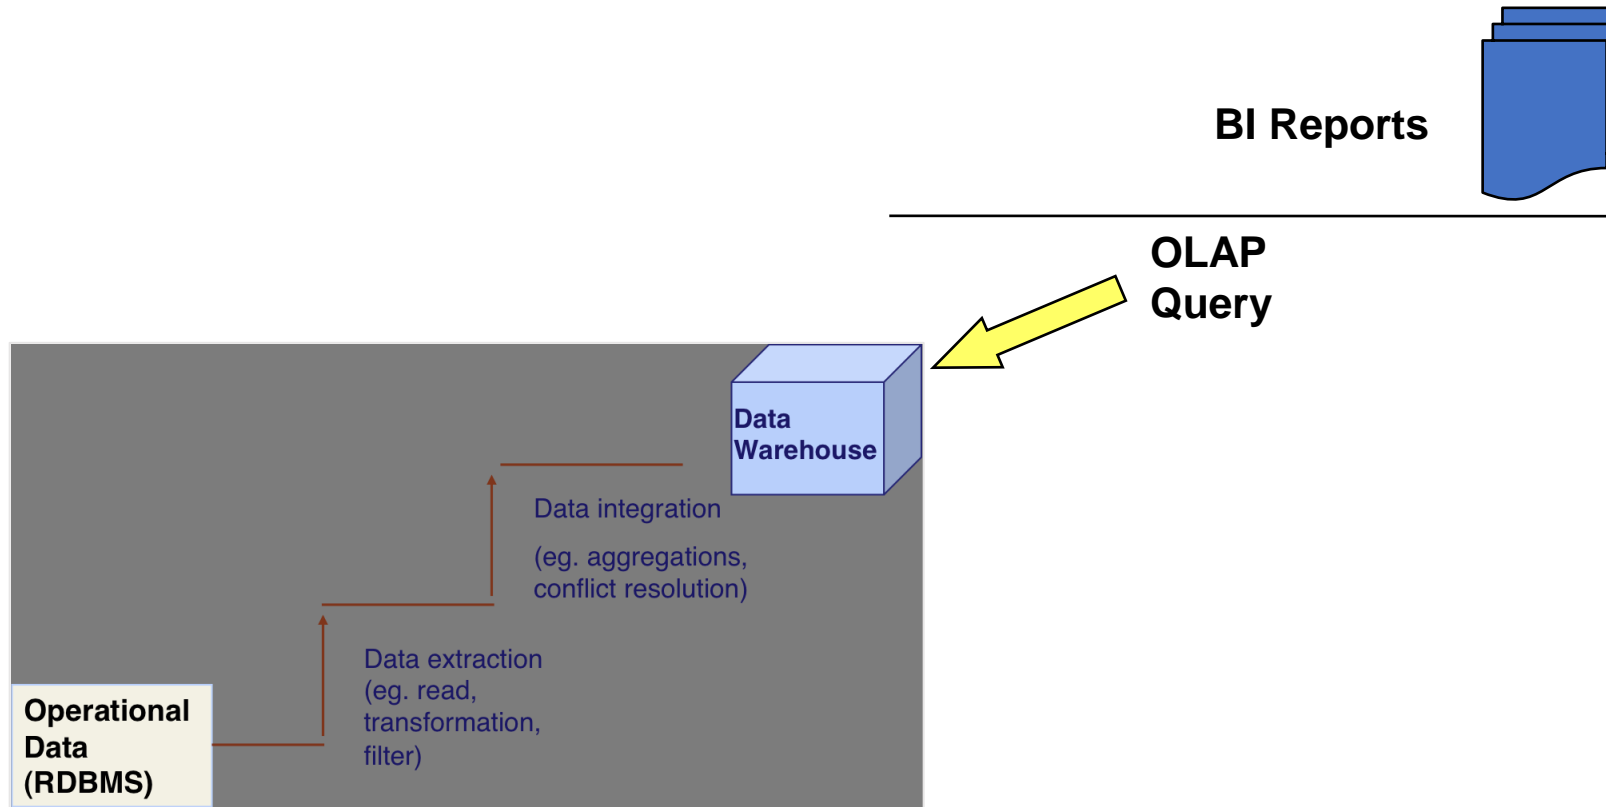 BI Reports
OLAP
Query
Data
Warehouse
Data integration
(eg. aggregations,
conflict resolution)
Data extraction
(eg. read,
transformation,
filter)
Operational
Data
(RDBMS)